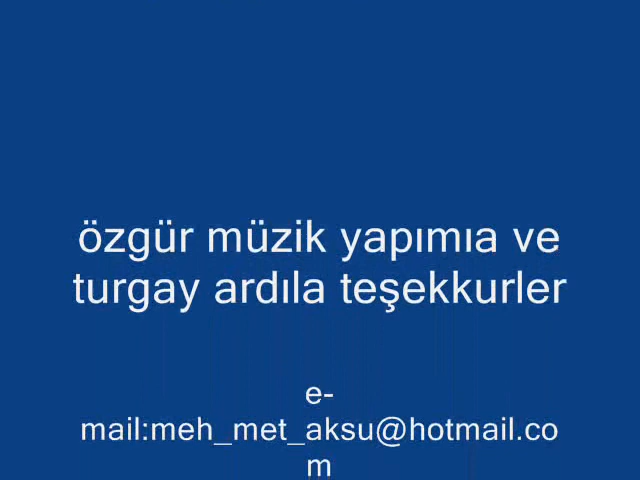 özgür müzik yapımıa ve
turgay ardıla teşekkurler
e-
mail:meh_met_aksu@hotmail.co
m